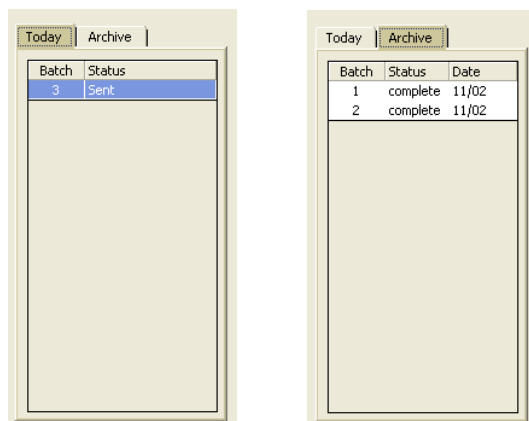 Today Archive
Batch Status
3 Sent
Today Archive
Batch Status Date
1 complete 11/02
2 complete 11/02